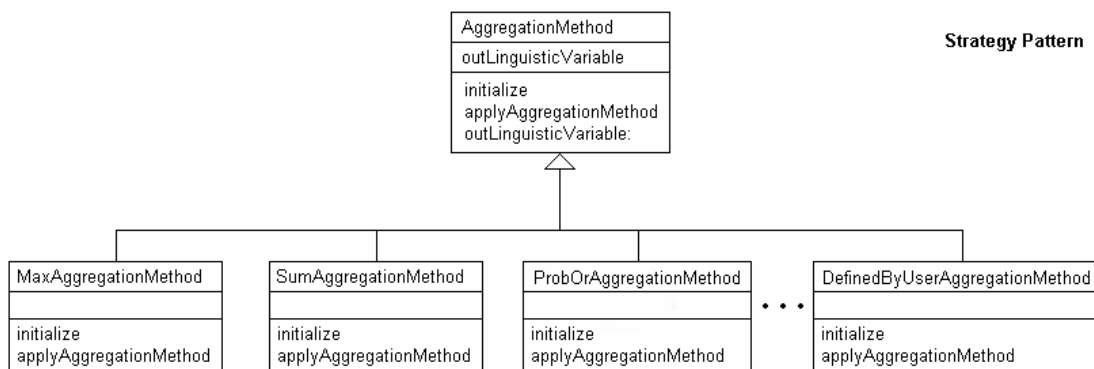 AggregationMethod
Strategy Pattern
outLinguisticVariable
initialize
applyAggregationMethod
outLinguisticVariable:
MaxAggregationMethod
initialize
applyAggregationMethod
SumAggregationMethod
initialize
applyAggregationMethod
ProbOrAggregationMethod
initialize
applyAggregationMethod
• • •
DefinedByUserAggregationMethod
initialize
applyAggregationMethod